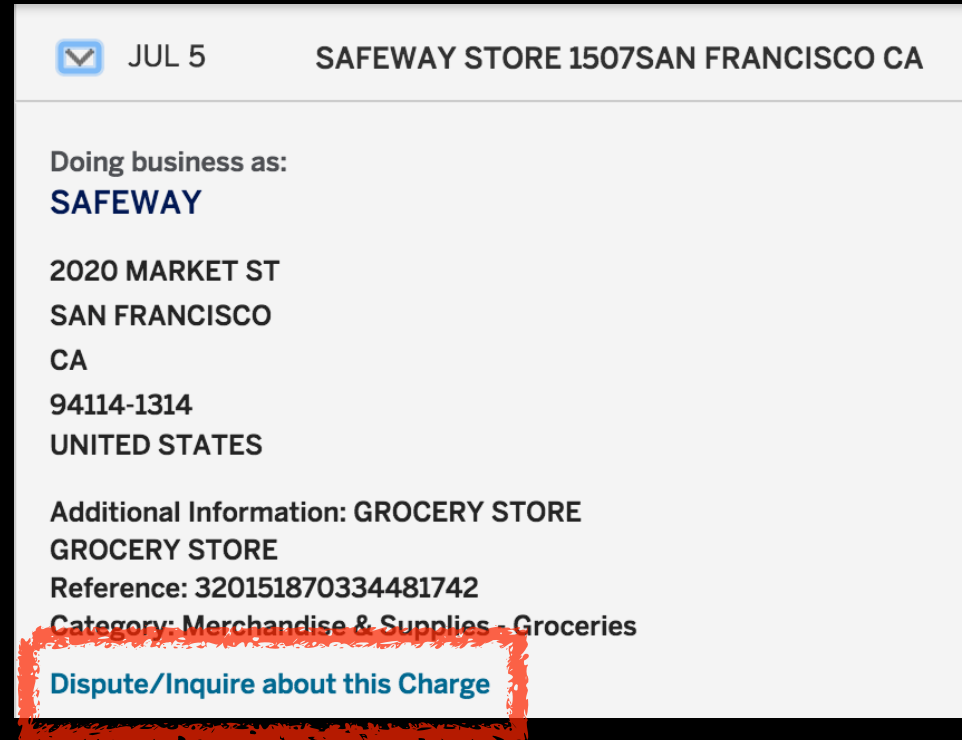 JUL 5 SAFEWAY STORE 1507SAN FRANCISCO CA
Doing business as:
SAFEWAY
2020 MARKET ST
SAN FRANCISCO
CA
94114-1314
UNITED STATES
Additional Information: GROCERY STORE
GROCERY STORE
Reference: 320151870334481742
Category: Merchandise & Supplies - Groceries
Dispute/Inquire about this Charge